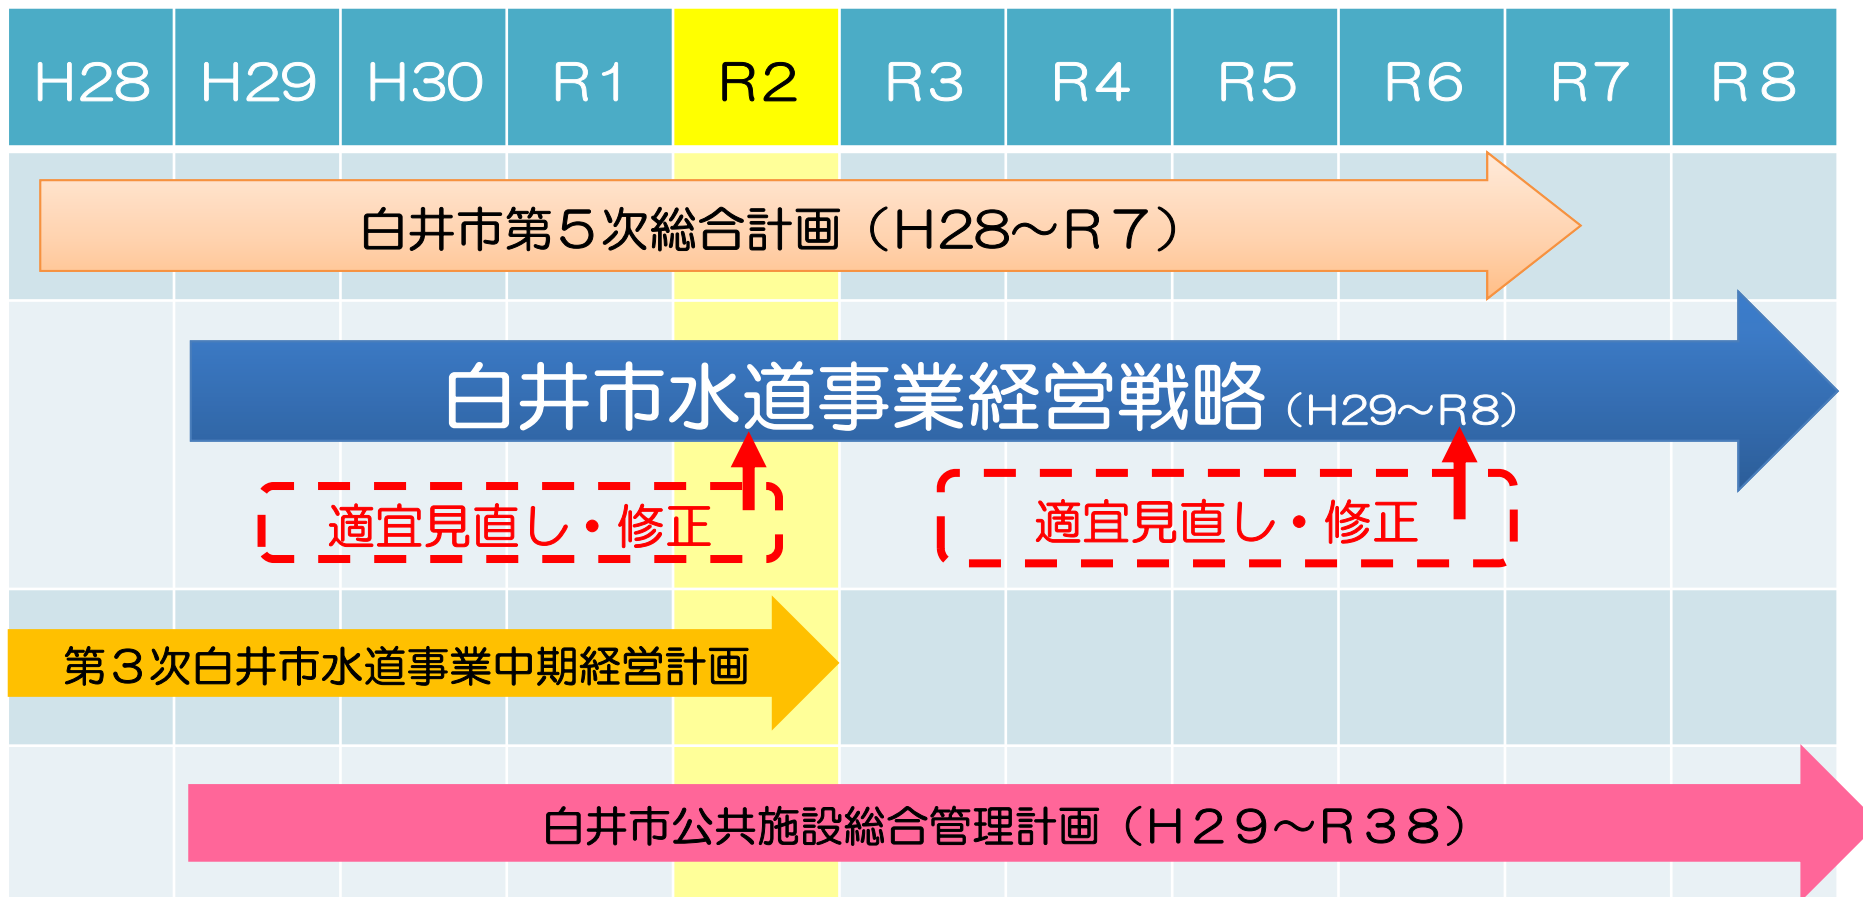 H28 H29 H30 R1 R2 R3 R4 R5 R6 R7 R8
白井市第５次総合計画（H28～R７）
白井市水道事業経営戦略（H29～R8）
適宜見直し・修正 適宜見直し・修正
第３次白井市水道事業中期経営計画
白井市公共施設総合管理計画（H２９～R３８）